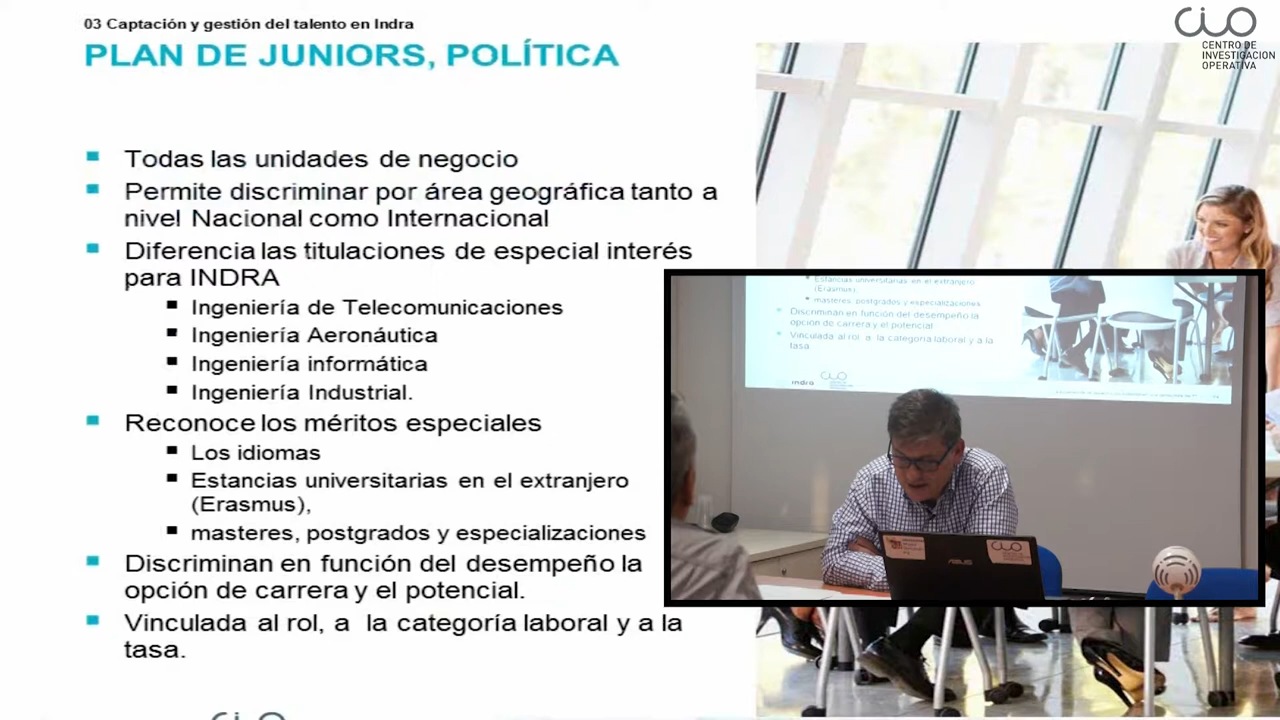 03 Captación y gestión del talento en Indra
PLAN DE JUNIORS, POLÍTICA
CIO
CENTRO DE
INVESTIGACION
OPERATIVA
Todas las unidades de negocio
Permite discriminar por área geográfica tanto a
nivel Nacional como Internacional
Diferencia las titulaciones de especial interés
para INDRA
Ingeniería de Telecomunicaciones
Ingeniería Aeronáutica
Ingeniería informática
Ingeniería Industrial.
Reconoce los méritos especiales
Los idiomas
Estancias universitarias en el extranjero
(Erasmus),
masteres, postgrados y especializaciones
Discriminan en función del desempeño la
opción de carrera y el potencial.
Vinculada al rol, a la categoría laboral y a la
tasa.
Estancias universitarias en el extranjero
(Erasmus),
masteres, postgrados y especializaciones
Discriminan en función del desempeño la
opción de carrera y el potencial.
Vinculada al rol, a la categoría laboral y a la
tasa.
indra
CIO
ASUS
CIO